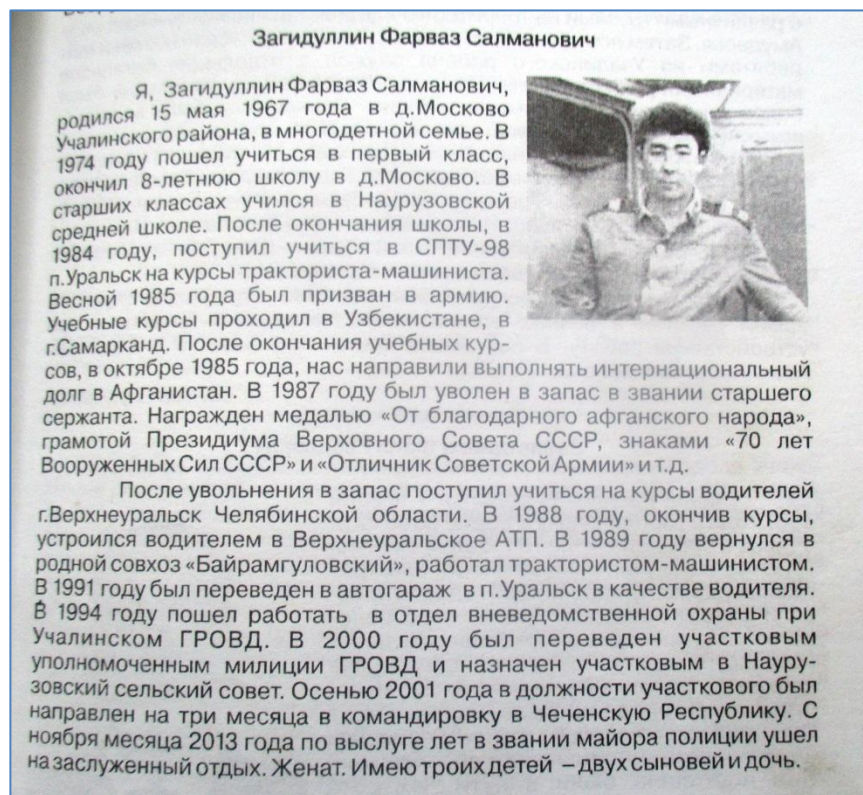 Загидуллин Фарваз Салманович
Я, Загидуллин Фарваз Салманович,
родился 15 мая 1967 года в д.Москово
Учалинского района, в многодетной семье. В
1974 году пошел учиться в первый класс,
окончил 8-летнюю школу в д.Москово. В
старших классах учился в Наурузовской
средней школе. После окончания школы, в
1984 году, поступил учиться в СПТУ-98
п.Уральск на курсы тракториста-машиниста.
Весной 1985 года был призван в армию.
Учебные курсы проходил в Узбекистане, в
г.Самарканд. После окончания учебных кур-
сов, в октябре 1985 года, нас направили выполнять интернациональный
долг в Афганистан. В 1987 году был уволен в запас в звании старшего
сержанта. Награжден медалью «От благодарного афганского народа»,
грамотой Президиума Верховного Совета СССР, знаками «70 лет
Вооруженных Сил СССР» и «Отличник Советской Армии» и т.д.
После увольнения в запас поступил учиться на курсы водителей
г.Верхнеуральск Челябинской области. В 1988 году, окончив курсы,
устроился водителем в Верхнеуральское АТП. В 1989 году вернулся в
родной совхоз «Байрамгуловский», работал трактористом-машинистом.
В 1991 году был переведен в автогараж в п.Уральск в качестве водителя.
В 1994 году пошел работать в отдел вневедомственной охраны при
Учалинском ГРОВД. В 2000 году был переведен участковым
уполномоченным милиции ГРОВД и назначен участковым в Науру-
зовский сельский совет. Осенью 2001 года в должности участкового был
направлен на три месяца в командировку в Чеченскую Республику. С
ноября месяца 2013 года по выслуге лет в звании майора полиции ушел
на заслуженный отдых. Женат. Имею троих детей – двух сыновей и дочь.